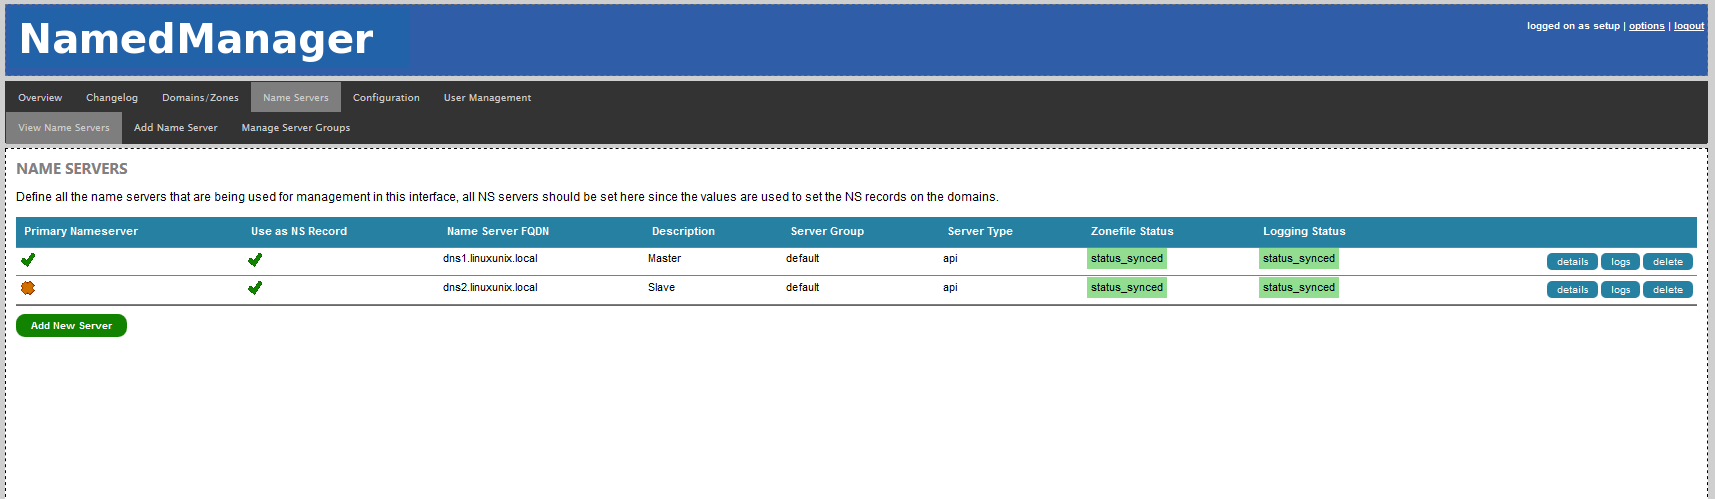 NamedManager
logged on as setup | options | logout
Overview Changelog Domains/Zones Name Servers Configuration User Management
View Name Servers Add Name Server Manage Server Groups
NAME SERVERS
Define all the name servers that are being used for management in this interface, all NS servers should be set here since the values are used to set the NS records on the domains.
Primary Nameserver Use as NS Record Name Server FQDN Description Server Group Server Type Zonefile Status Logging Status
dns1.linuxunix.local Master default api status_synced status_synced details logs delete
dns2.linuxunix.local Slave default api status_synced status_synced details logs delete
Add New Server